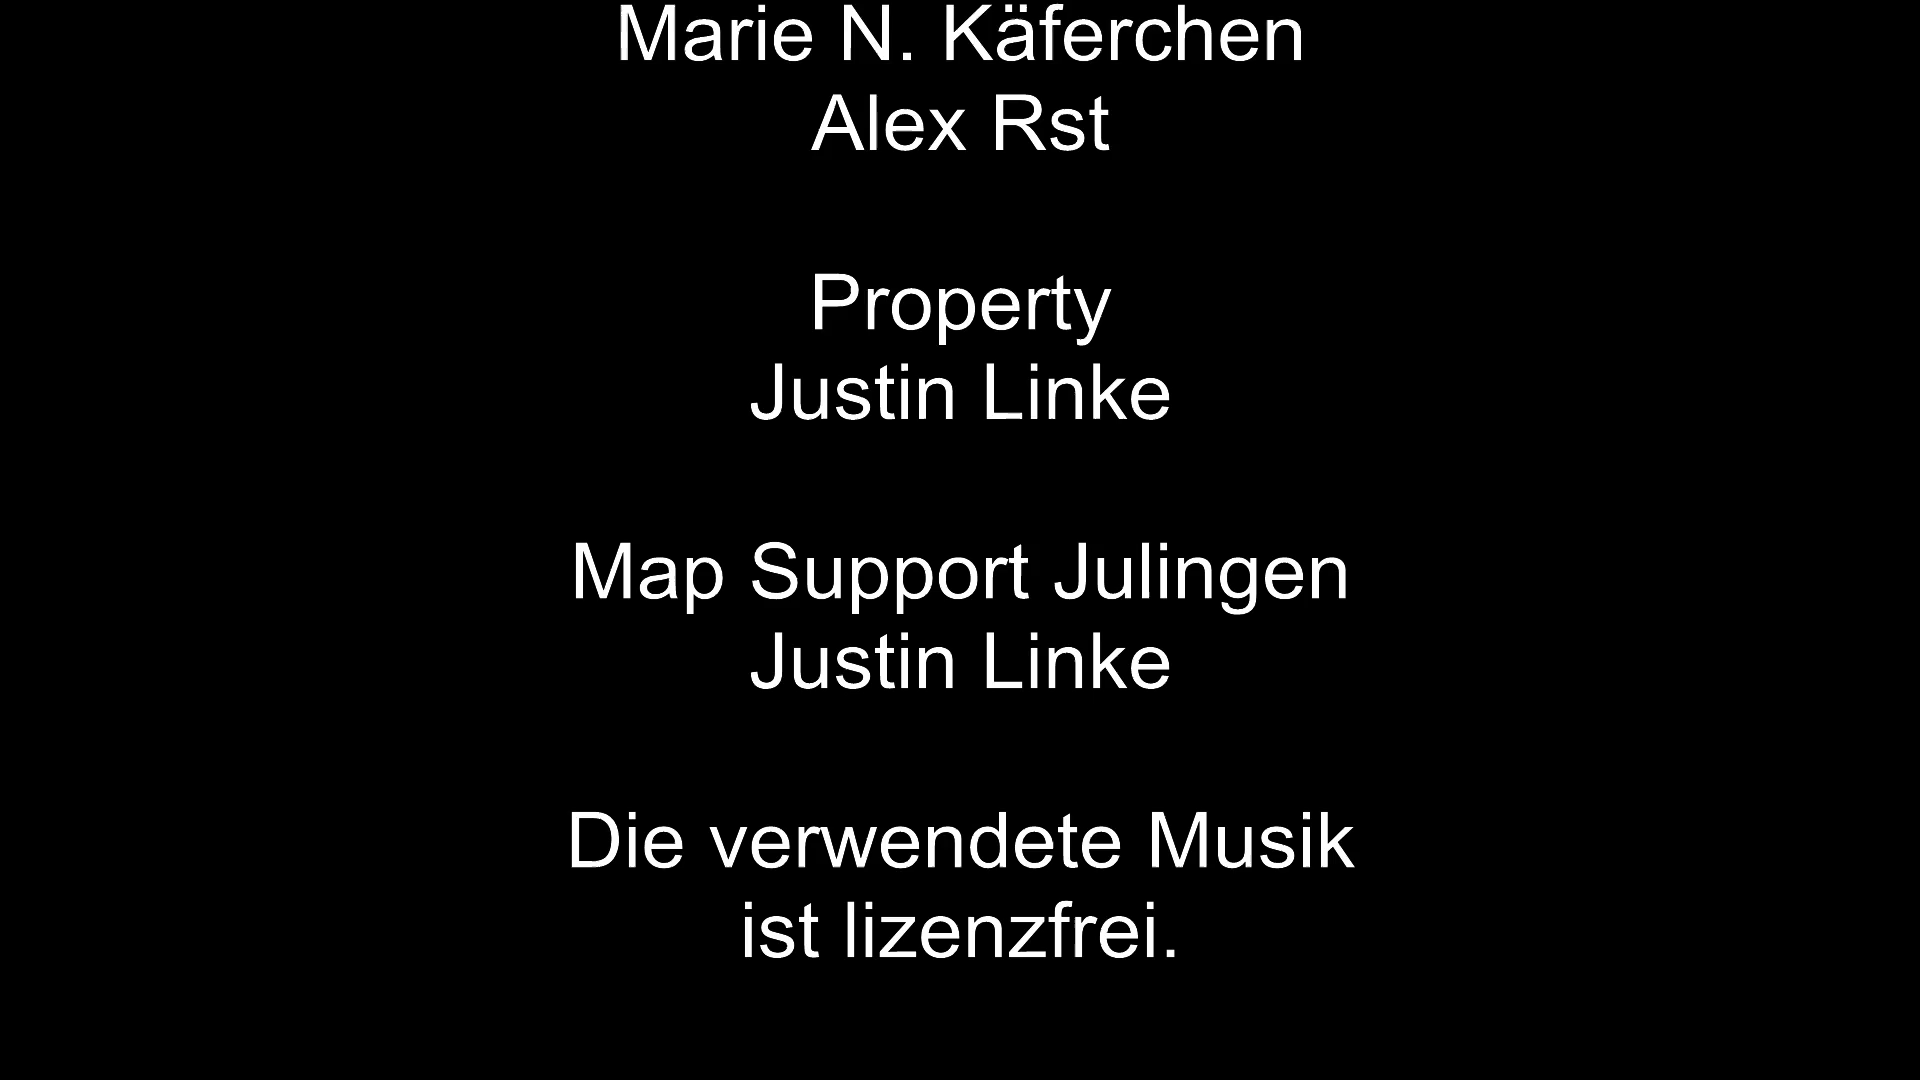 Marie N. Käferchen
Alex Rst
Property
Justin Linke
Map Support Julingen
Justin Linke
Die verwendete Musik
ist lizenzfrei.